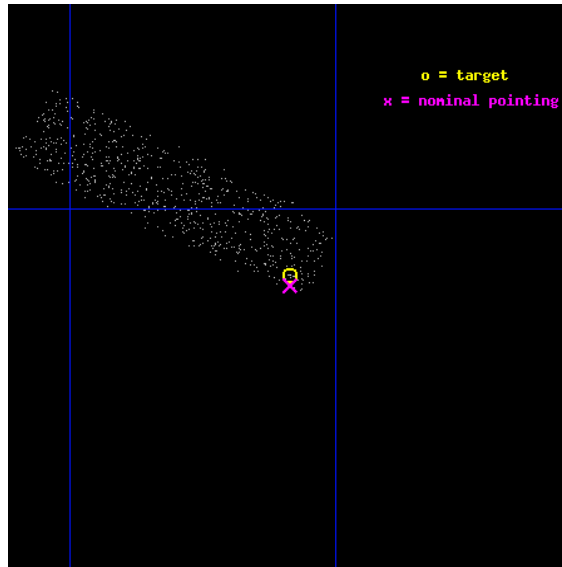 o = target
x = nominal pointing